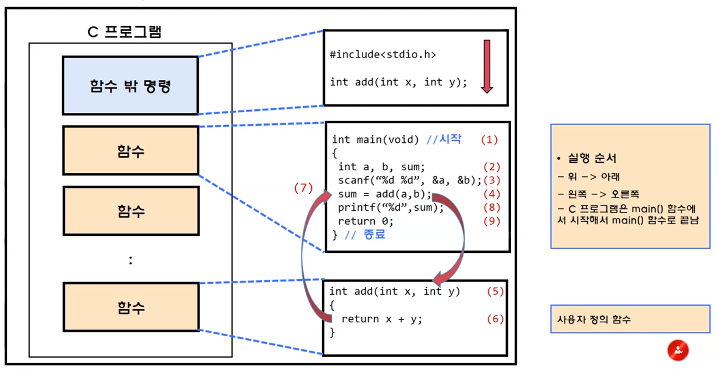 C 프로그램
함수 밖 명령
함수
함수
:
함수
#include<stdio.h>
int add(int x, int y);
int main(void) //시작 (1)
{
int a, b, sum; (2)
scanf(“%d %d”, &a, &b); (3)
(7) sum = add(a,b); (4)
printf(“%d”,sum); (8)
return 0; (9)
} // 종료
int add(int x, int y) (5)
{
return x + y; (6)
}
• 실행 순서
– 위 –> 아래
– 왼쪽 –> 오른쪽
– C 프로그램은 main() 함수에
서 시작해서 main() 함수로 끝남
사용자 정의 함수